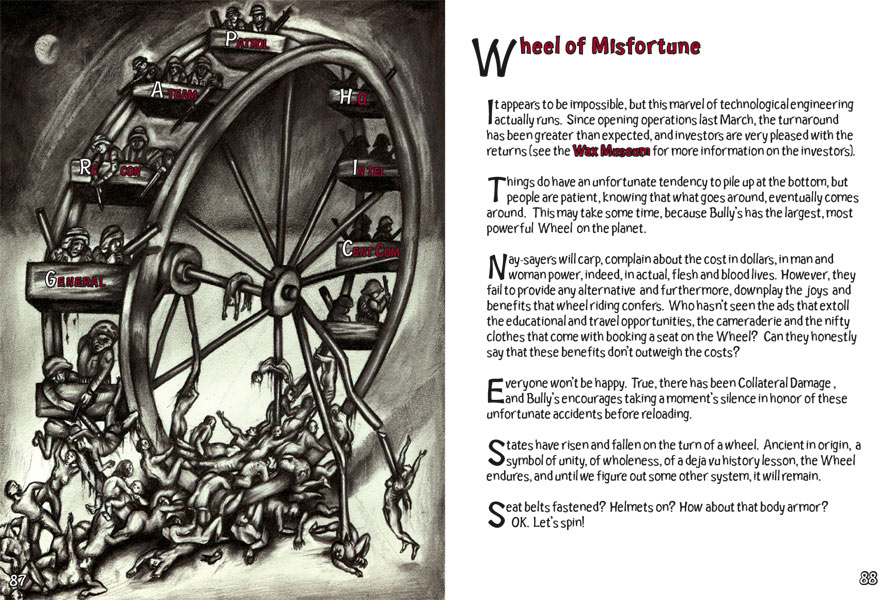 PATROL
A TEAM
H Q
RECON
INTEL
GENERAL
CENTCOM
87
Wheel of Misfortune
It appears to be impossible, but this marvel of technological engineering
actually runs. Since opening operations last March, the turnaround
has been greater than expected, and investors are very pleased with the
returns (see the Wax Museum for more information on the investors).
Things do have an unfortunate tendency to pile up at the bottom, but
people are patient, knowing that what goes around, eventually comes
around. This may take some time, because Bully's has the largest, most
powerful Wheel on the planet.
Nay-sayers will carp, complain about the cost in dollars, in man and
woman power, indeed, in actual, flesh and blood lives. However, they
fail to provide any alternative and furthermore, downplay the joys and
benefits that wheel riding confers. Who hasn't seen the ads that extoll
the educational and travel opportunities, the cameraderie and the nifty
clothes that come with booking a seat on the Wheel? Can they honestly
say that these benefits don't outweigh the costs?
Everyone won't be happy. True, there has been Collateral Damage,
and Bully's encourages taking a moment's silence in honor of these
unfortunate accidents before reloading.
States have risen and fallen on the turn of a wheel. Ancient in origin, a
symbol of unity, of wholeness, of a deja vu history lesson, the Wheel
endures, and until we figure out some other system, it will remain.
Seat belts fastened? Helmets on? How about that body armor?
OK. Let's spin!
88